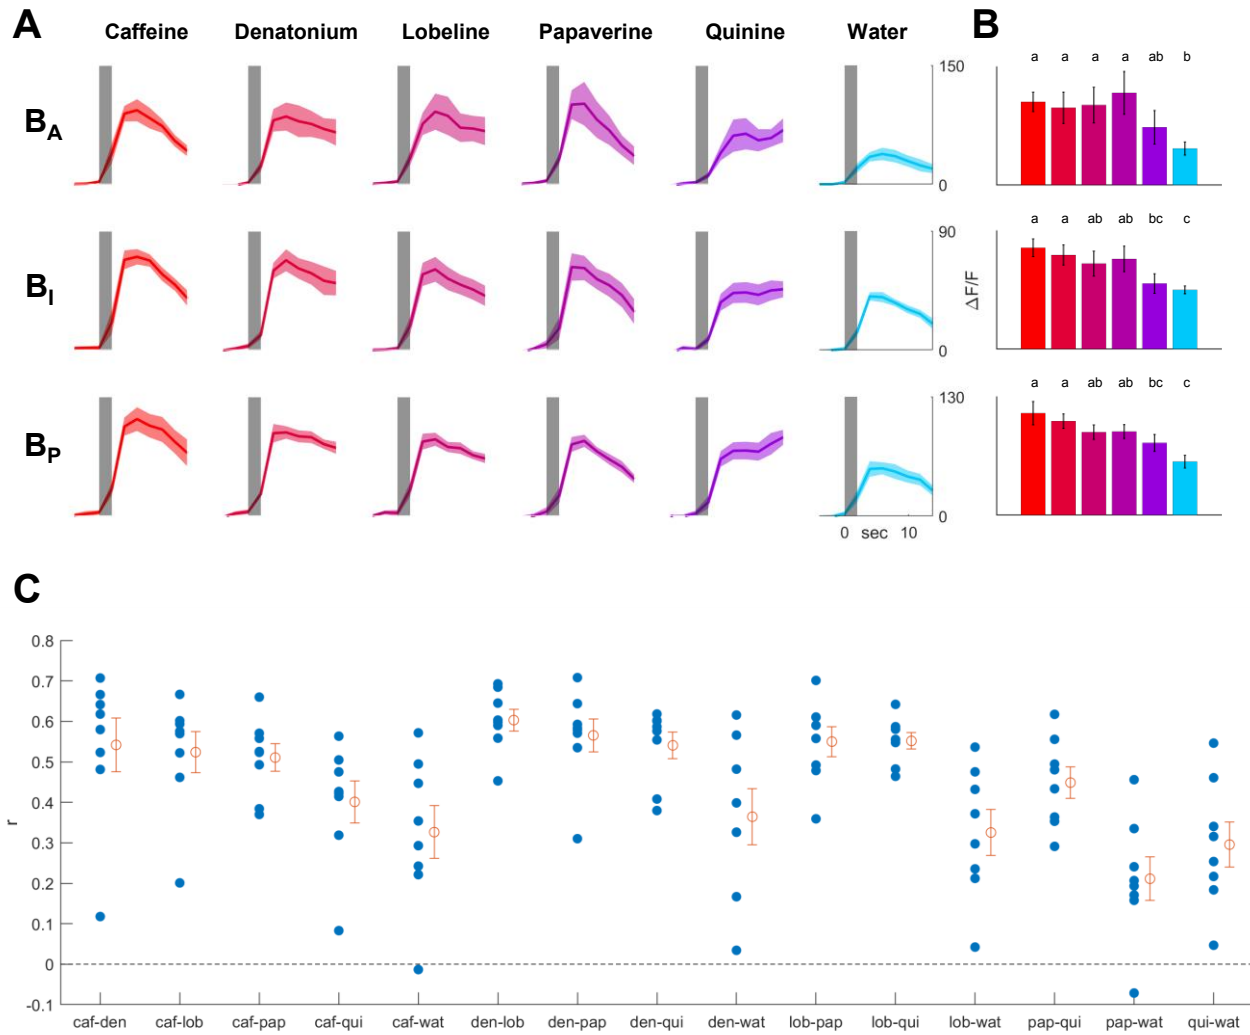 A
B
Caffeine Denatonium Lobeline Papaverine Quinine Water
BA
150
0
a a a a ab b
BI
90
0
ΔF/F
a a ab ab bc c
BP
130
0
0 sec 10
a a ab ab bc c
C
0.8
0.7
0.6
0.5
0.4
0.3
0.2
0.1
0
-0.1
r
caf-den caf-lob caf-pap caf-qui caf-wat den-lob den-pap den-qui den-wat lob-pap lob-qui lob-wat pap-qui pap-wat qui-wat